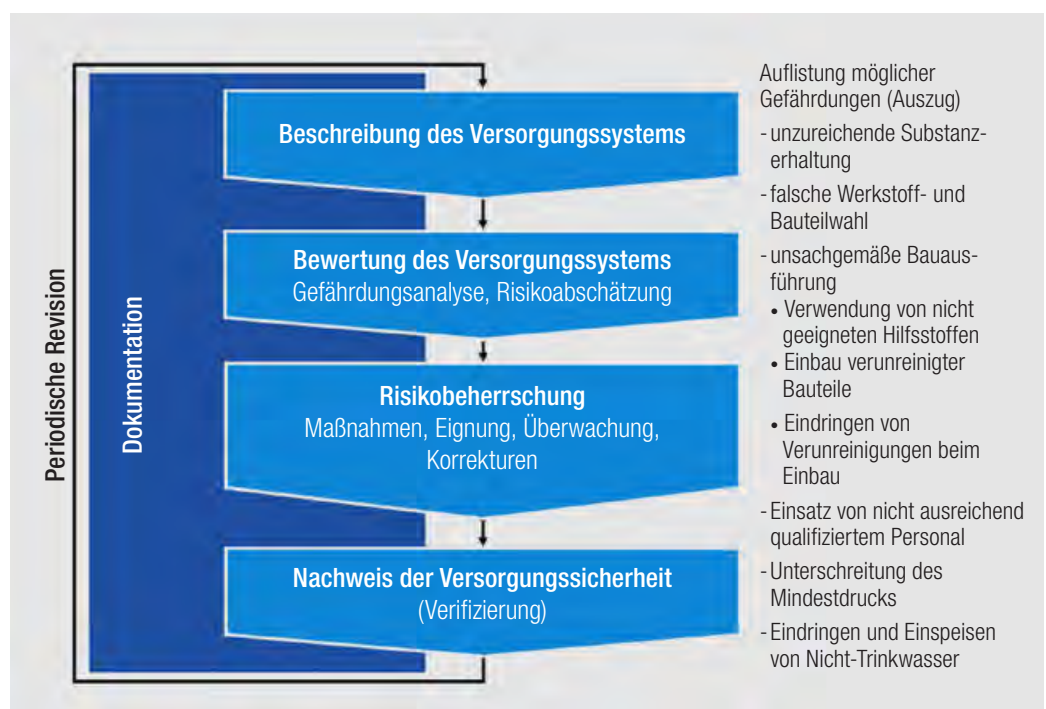 Periodische Revision
Dokumentation
Beschreibung des Versorgungssystems
Bewertung des Versorgungssystems
Gefährdungsanalyse, Risikoabschätzung
Risikobeherrschung
Maßnahmen, Eignung, Überwachung,
Korrekturen
Nachweis der Versorgungssicherheit
(Verifizierung)
Auflistung möglicher
Gefährdungen (Auszug)
- unzureichende Substanz-
erhaltung
- falsche Werkstoff- und
Bauteilwahl
- unsachgemäße Bauaus-
führung
• Verwendung von nicht
geeigneten Hilfsstoffen
• Einbau verunreinigter
Bauteile
• Eindringen von
Verunreinigungen beim
Einbau
- Einsatz von nicht ausreichend
qualifiziertem Personal
- Unterschreitung des
Mindestdrucks
- Eindringen und Einspeisen
von Nicht-Trinkwasser